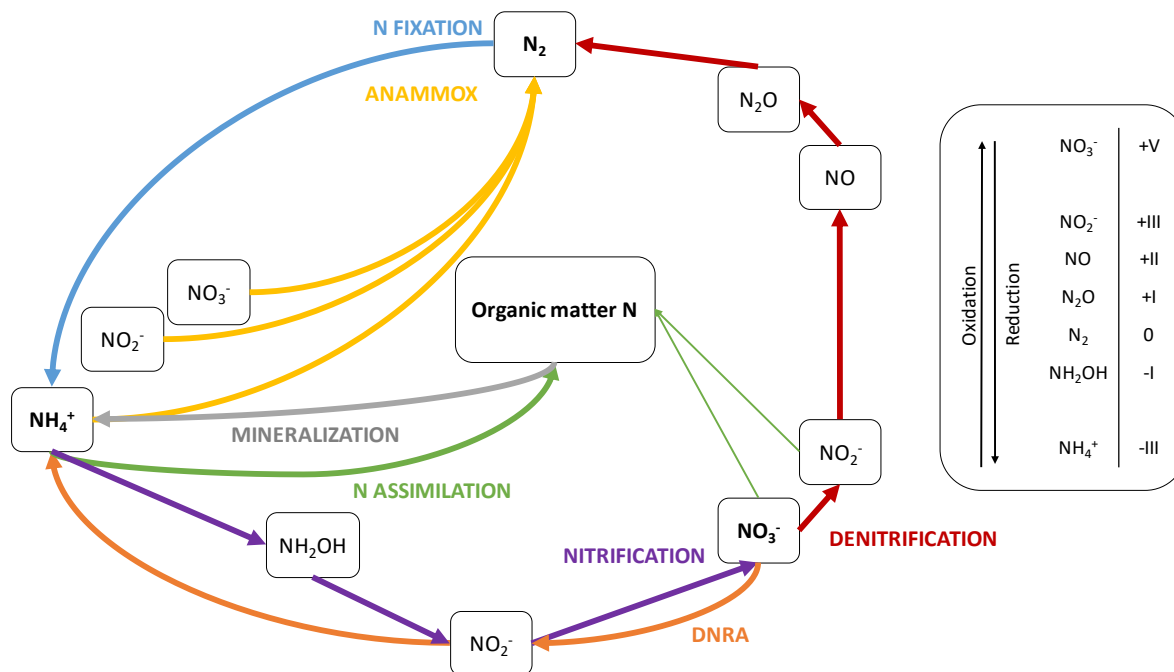 N FIXATION
N₂
ANAMMOX
N₂O
NO
NO₃⁻
NO₂⁻
Organic matter N
NH₄⁺
MINERALIZATION
N ASSIMILATION
NO₂⁻
NO₃⁻
DENITRIFICATION
NH₂OH
NITRIFICATION
DNRA
NO₂⁻
Oxidation
Reduction
NO₃⁻ +V
NO₂⁻ +III
NO +II
N₂O +I
N₂ 0
NH₂OH -I
NH₄⁺ -III